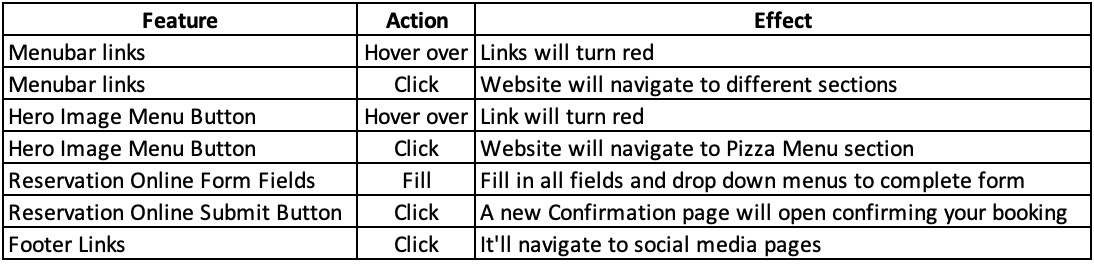 Feature Action Effect
Menubar links Hover over Links will turn red
Menubar links Click Website will navigate to different sections
Hero Image Menu Button Hover over Link will turn red
Hero Image Menu Button Click Website will navigate to Pizza Menu section
Reservation Online Form Fields Fill Fill in all fields and drop down menus to complete form
Reservation Online Submit Button Click A new Confirmation page will open confirming your booking
Footer Links Click It'll navigate to social media pages